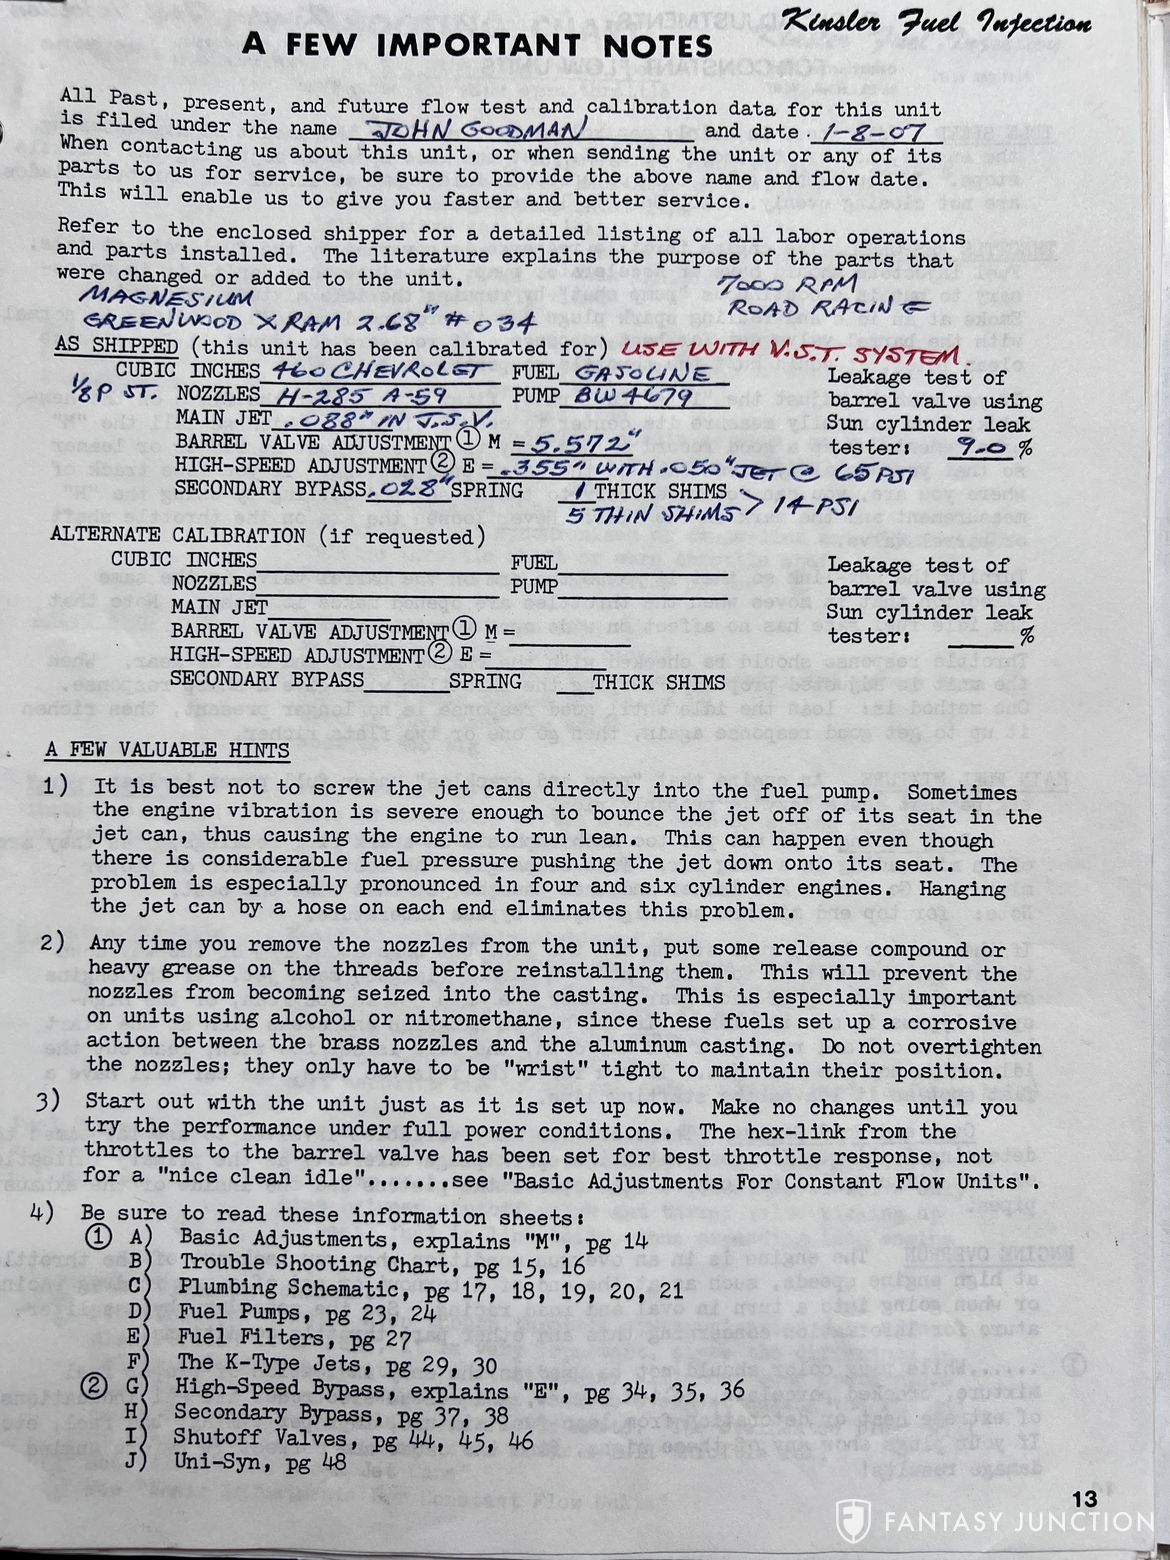 Kinsler Fuel Injection
A FEW IMPORTANT NOTES
All Past, present, and future flow test and calibration data for this unit
is filed under the name JOHN GOODMAN and date 1-8-07
When contacting us about this unit, or when sending the unit or any of its
parts to us for service, be sure to provide the above name and flow date.
This will enable us to give you faster and better service.
Refer to the enclosed shipper for a detailed listing of all labor operations
and parts installed. The literature explains the purpose of the parts that
were changed or added to the unit.
MAGNESIUM
GREENWOOD X RAM 2.68" # 034
7000 RPM
ROAD RACING
AS SHIPPED (this unit has been calibrated for) USE WITH V.S.T. SYSTEM.
CUBIC INCHES 460 CHEVROLET FUEL GASOLINE
1/8P ST. NOZZLES H-285 A-59 PUMP BW4679
MAIN JET .088" IN J.S.V.
BARREL VALVE ADJUSTMENT ① M = 5.572"
HIGH-SPEED ADJUSTMENT ② E = .355" WITH .050" JET @ 65 PSI
SECONDARY BYPASS .028" SPRING 1 THICK SHIMS
5 THIN SHIMS > 14 PSI
Leakage test of
barrel valve using
Sun cylinder leak
tester: 9.0 %
ALTERNATE CALIBRATION (if requested)
CUBIC INCHES FUEL
NOZZLES PUMP
MAIN JET
BARREL VALVE ADJUSTMENT ① M =
HIGH-SPEED ADJUSTMENT ② E =
SECONDARY BYPASS SPRING THICK SHIMS
Leakage test of
barrel valve using
Sun cylinder leak
tester: %
A FEW VALUABLE HINTS
1) It is best not to screw the jet cans directly into the fuel pump. Sometimes
the engine vibration is severe enough to bounce the jet off of its seat in the
jet can, thus causing the engine to run lean. This can happen even though
there is considerable fuel pressure pushing the jet down onto its seat. The
problem is especially pronounced in four and six cylinder engines. Hanging
the jet can by a hose on each end eliminates this problem.
2) Any time you remove the nozzles from the unit, put some release compound or
heavy grease on the threads before reinstalling them. This will prevent the
nozzles from becoming seized into the casting. This is especially important
on units using alcohol or nitromethane, since these fuels set up a corrosive
action between the brass nozzles and the aluminum casting. Do not overtighten
the nozzles; they only have to be "wrist" tight to maintain their position.
3) Start out with the unit just as it is set up now. Make no changes until you
try the performance under full power conditions. The hex-link from the
throttles to the barrel valve has been set for best throttle response, not
for a "nice clean idle".......see "Basic Adjustments For Constant Flow Units".
4) Be sure to read these information sheets:
① A) Basic Adjustments, explains "M", pg 14
B) Trouble Shooting Chart, pg 15, 16
C) Plumbing Schematic, pg 17, 18, 19, 20, 21
D) Fuel Pumps, pg 23, 24
E) Fuel Filters, pg 27
F) The K-Type Jets, pg 29, 30
② G) High-Speed Bypass, explains "E", pg 34, 35, 36
H) Secondary Bypass, pg 37, 38
I) Shutoff Valves, pg 44, 45, 46
J) Uni-Syn, pg 48
13
FANTASY JUNCTION